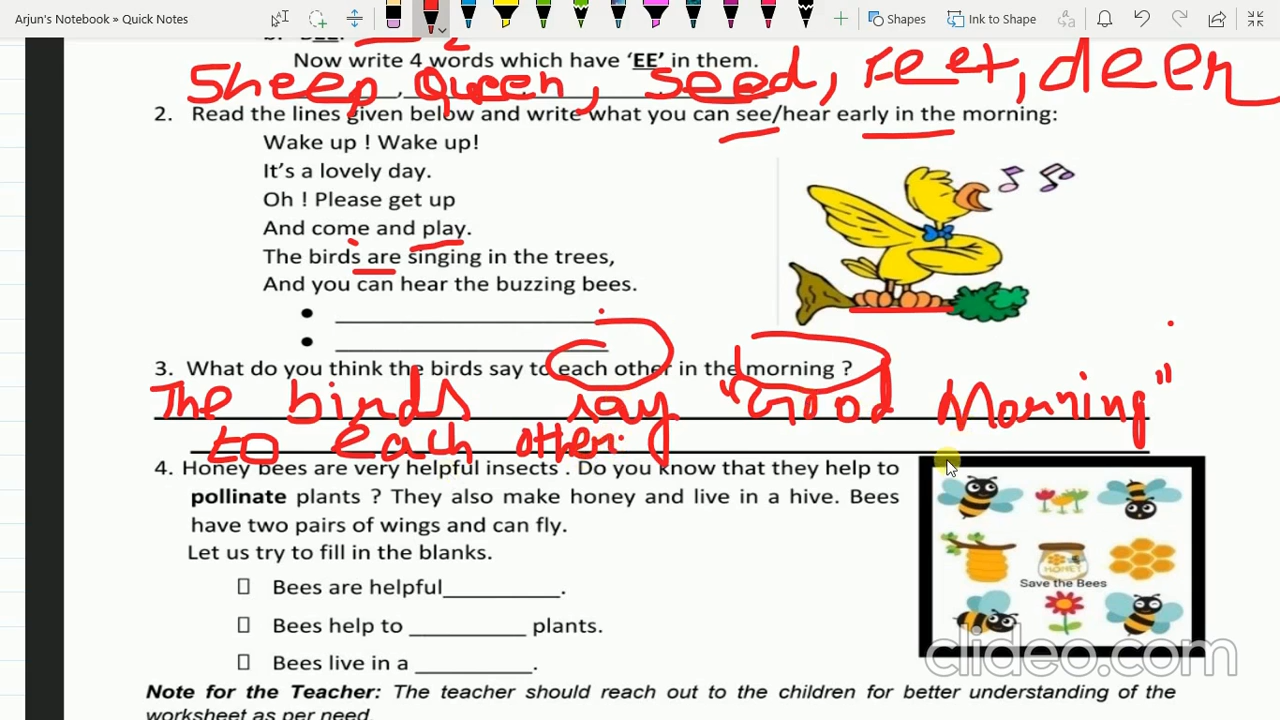 Arjun's Notebook » Quick Notes
Shapes
Ink to Shape
Now write 4 words which have ‘EE’ in them.
Sheep Queen, seed, feet, deer
2. Read the lines given below and write what you can see/hear early in the morning:
Wake up ! Wake up!
It’s a lovely day.
Oh ! Please get up
And come and play.
The birds are singing in the trees,
And you can hear the buzzing bees.
3. What do you think the birds say to each other in the morning ?
The birds say "Good Morning"
to each other.
4. Honey bees are very helpful insects . Do you know that they help to
pollinate plants ? They also make honey and live in a hive. Bees
have two pairs of wings and can fly.
Let us try to fill in the blanks.
Bees are helpful__________.
Bees help to __________ plants.
Bees live in a __________.
HONEY
Save the Bees
clideo.com
Note for the Teacher: The teacher should reach out to the children for better understanding of the
worksheet as per need.